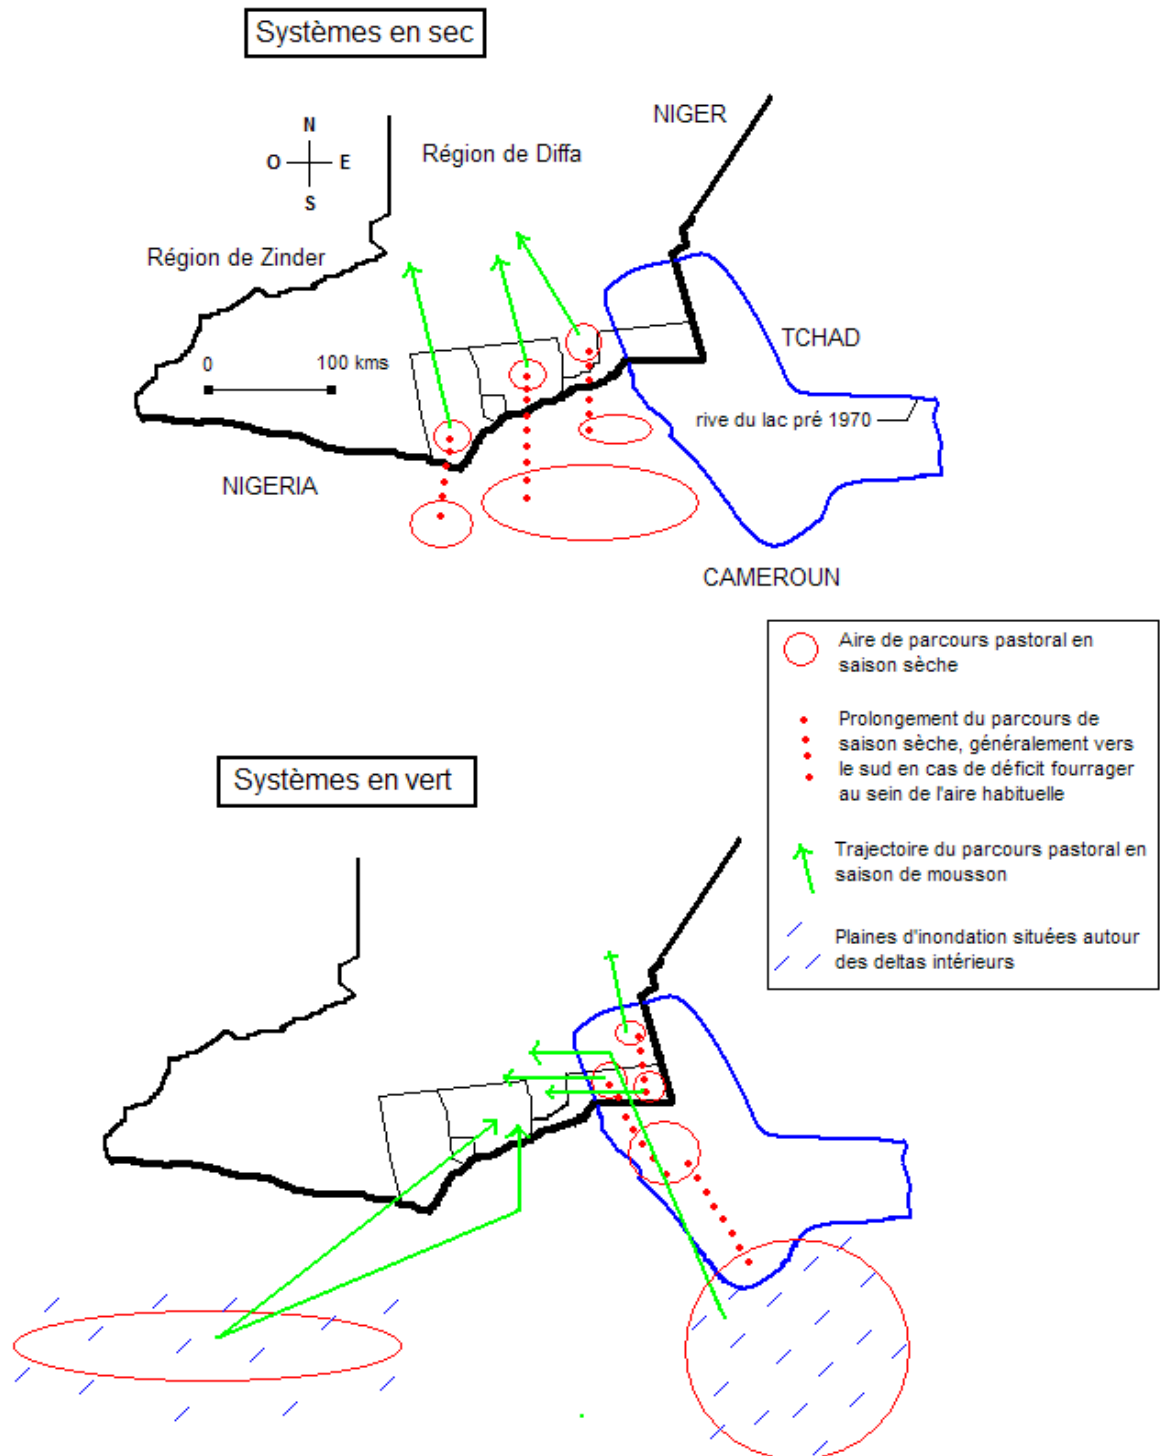 Systèmes en sec
NIGER
N
O E
S
Région de Diffa
Région de Zinder
0 100 kms
TCHAD
rive du lac pré 1970
NIGERIA
CAMEROUN
Aire de parcours pastoral en
saison sèche
Prolongement du parcours de
saison sèche, généralement vers
le sud en cas de déficit fourrager
au sein de l'aire habituelle
Trajectoire du parcours pastoral en
saison de mousson
Plaines d'inondation situées autour
des deltas intérieurs
Systèmes en vert